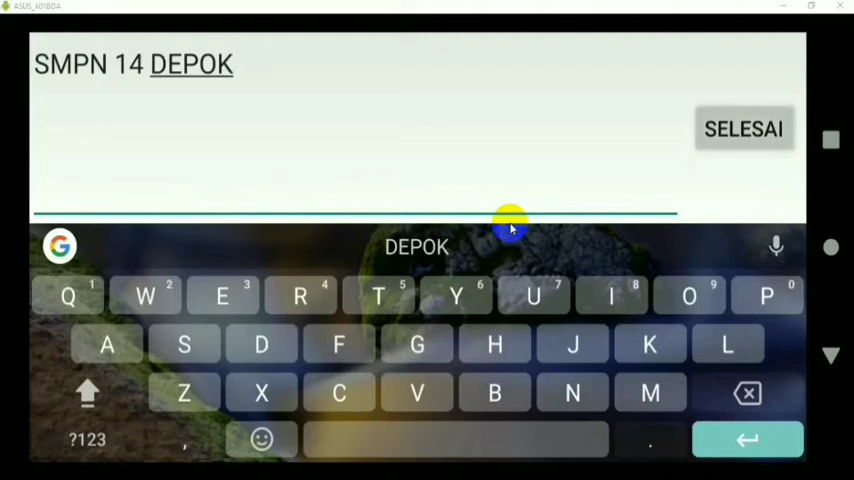 ASUS_X01BDA
SMPN 14 DEPOK
SELESAI
DEPOK
Q 1 W 2 E 3 R 4 T 5 Y 6 U 7 I 8 O 9 P 0
A S D F G H J K L
Z X C V B N M
?123 , .